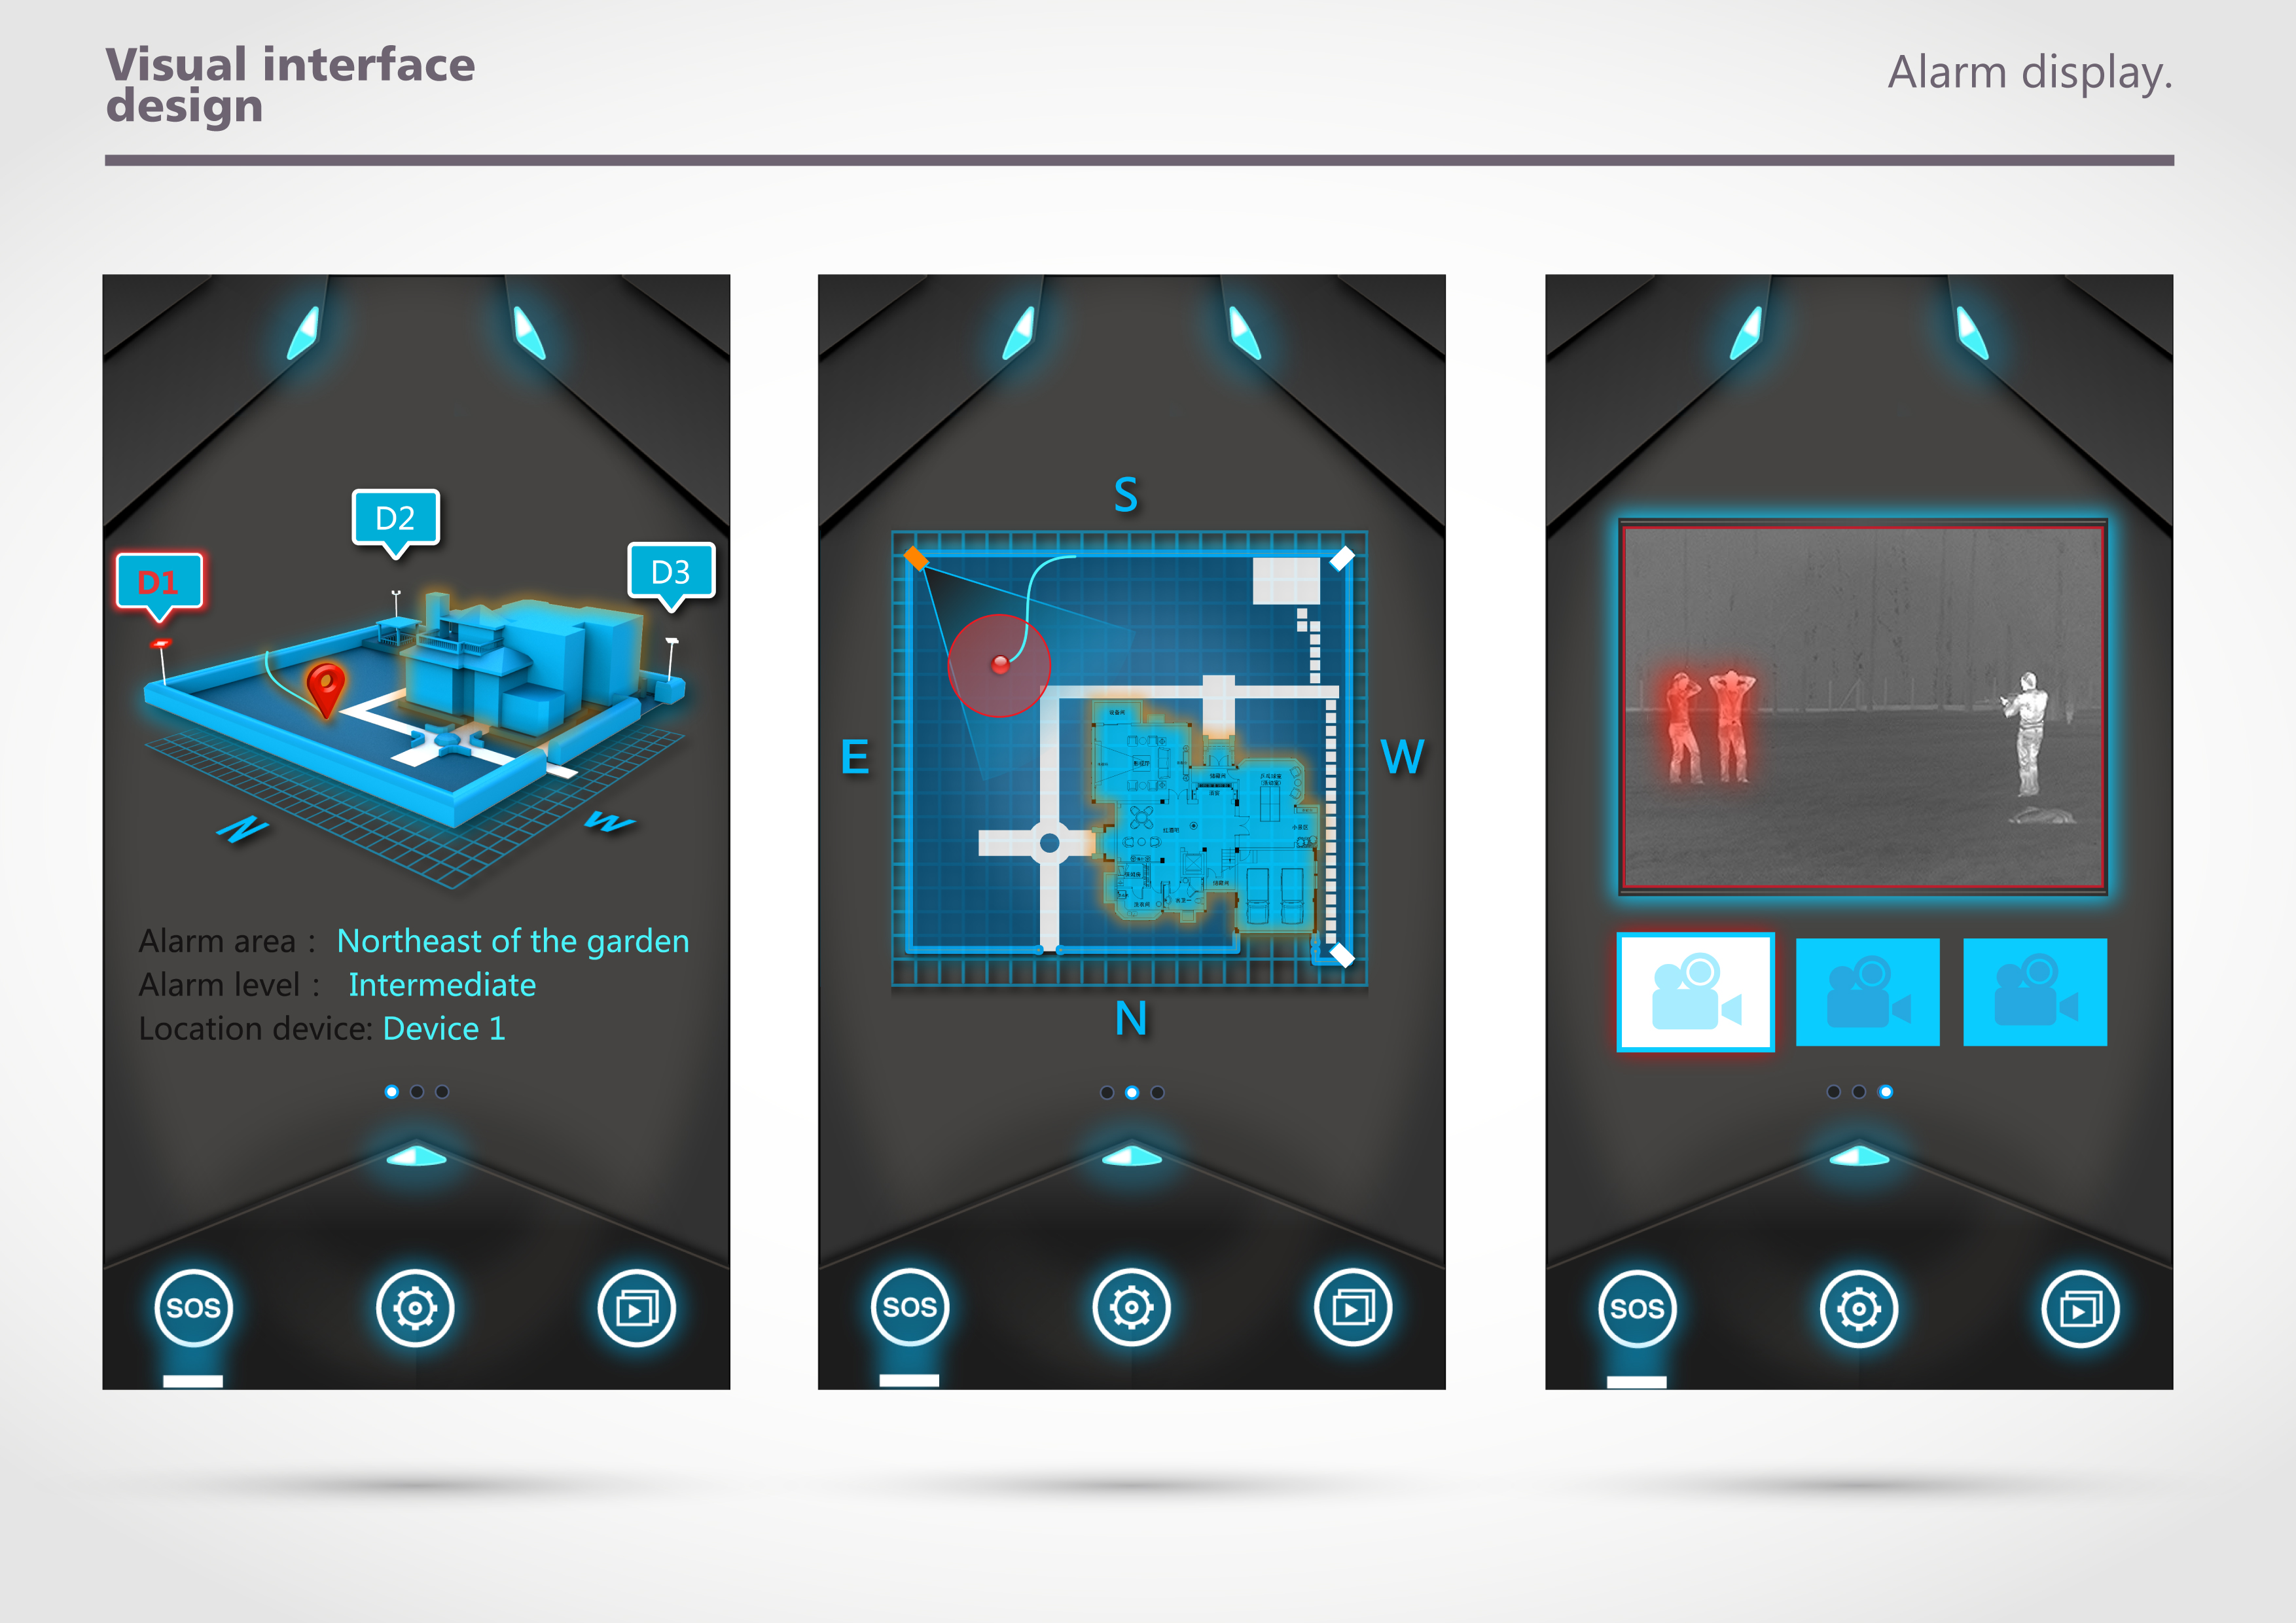 Visual interface
design
Alarm display.
D1
D2
D3
N
W
Alarm area : Northeast of the garden
Alarm level : Intermediate
Location device: Device 1
SOS
S
E
W
N
SOS
SOS